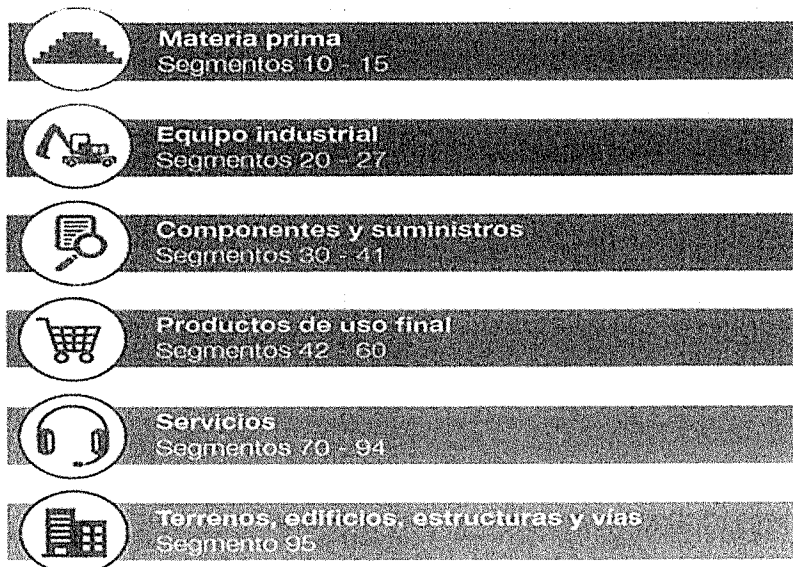 Materia prima
Segmentos 10 - 15
Equipo industrial
Segmentos 20 - 27
Componentes y suministros
Segmentos 30 - 41
Productos de uso final
Segmentos 42 - 60
Servicios
Segmentos 70 - 94
Terrenos, edificios, estructuras y vías
Segmento 95